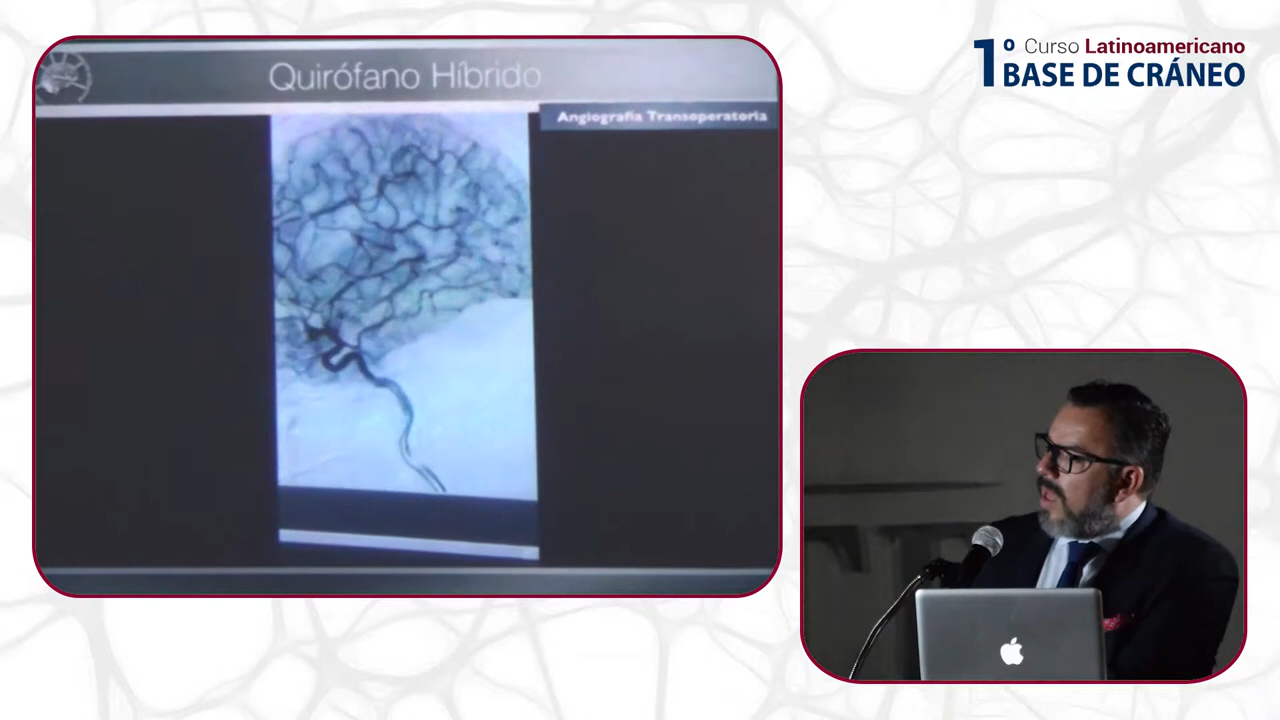 Quirófano Híbrido
Angiografía Transoperatoria
1º Curso Latinoamericano
BASE DE CRÁNEO